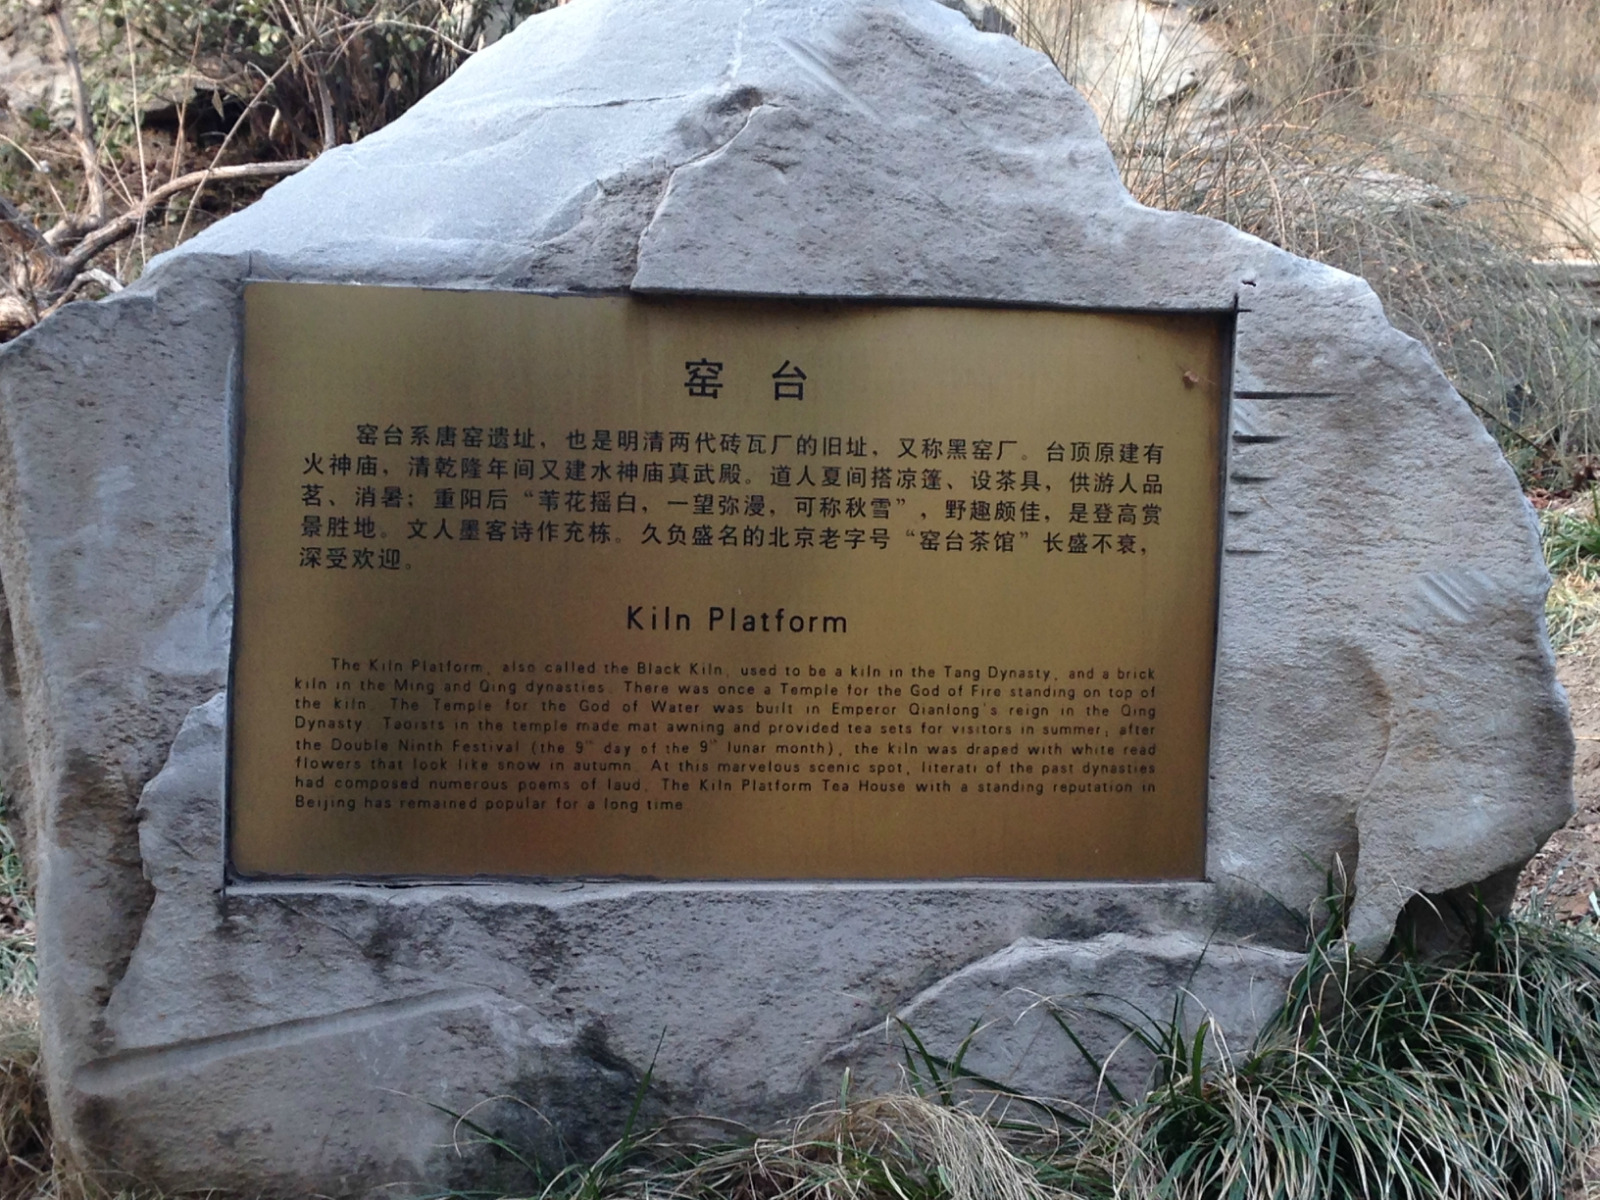 窑 台
窑台系唐窑遗址，也是明清两代砖瓦厂的旧址，又称黑窑厂。台顶原建有
火神庙，清乾隆年间又建水神庙真武殿。道人夏间搭凉篷、设茶具，供游人品
茗、消暑；重阳后“苇花摇白，一望弥漫，可称秋雪”，野趣颇佳，是登高赏
景胜地。文人墨客诗作充栋。久负盛名的北京老字号“窑台茶馆”长盛不衰，
深受欢迎。
Kiln Platform
The Kiln Platform, also called the Black Kiln, used to be a kiln in the Tang Dynasty, and a brick
kiln in the Ming and Qing dynasties. There was once a Temple for the God of Fire standing on top of
the kiln. The Temple for the God of Water was built in Emperor Qianlong's reign in the Qing
Dynasty. Taoists in the temple made mat awning and provided tea sets for visitors in summer; after
the Double Ninth Festival (the 9th day of the 9th lunar month), the kiln was draped with white read
flowers that look like snow in autumn. At this marvelous scenic spot, literati of the past dynasties
had composed numerous poems of laud. The Kiln Platform Tea House with a standing reputation in
Beijing has remained popular for a long time.